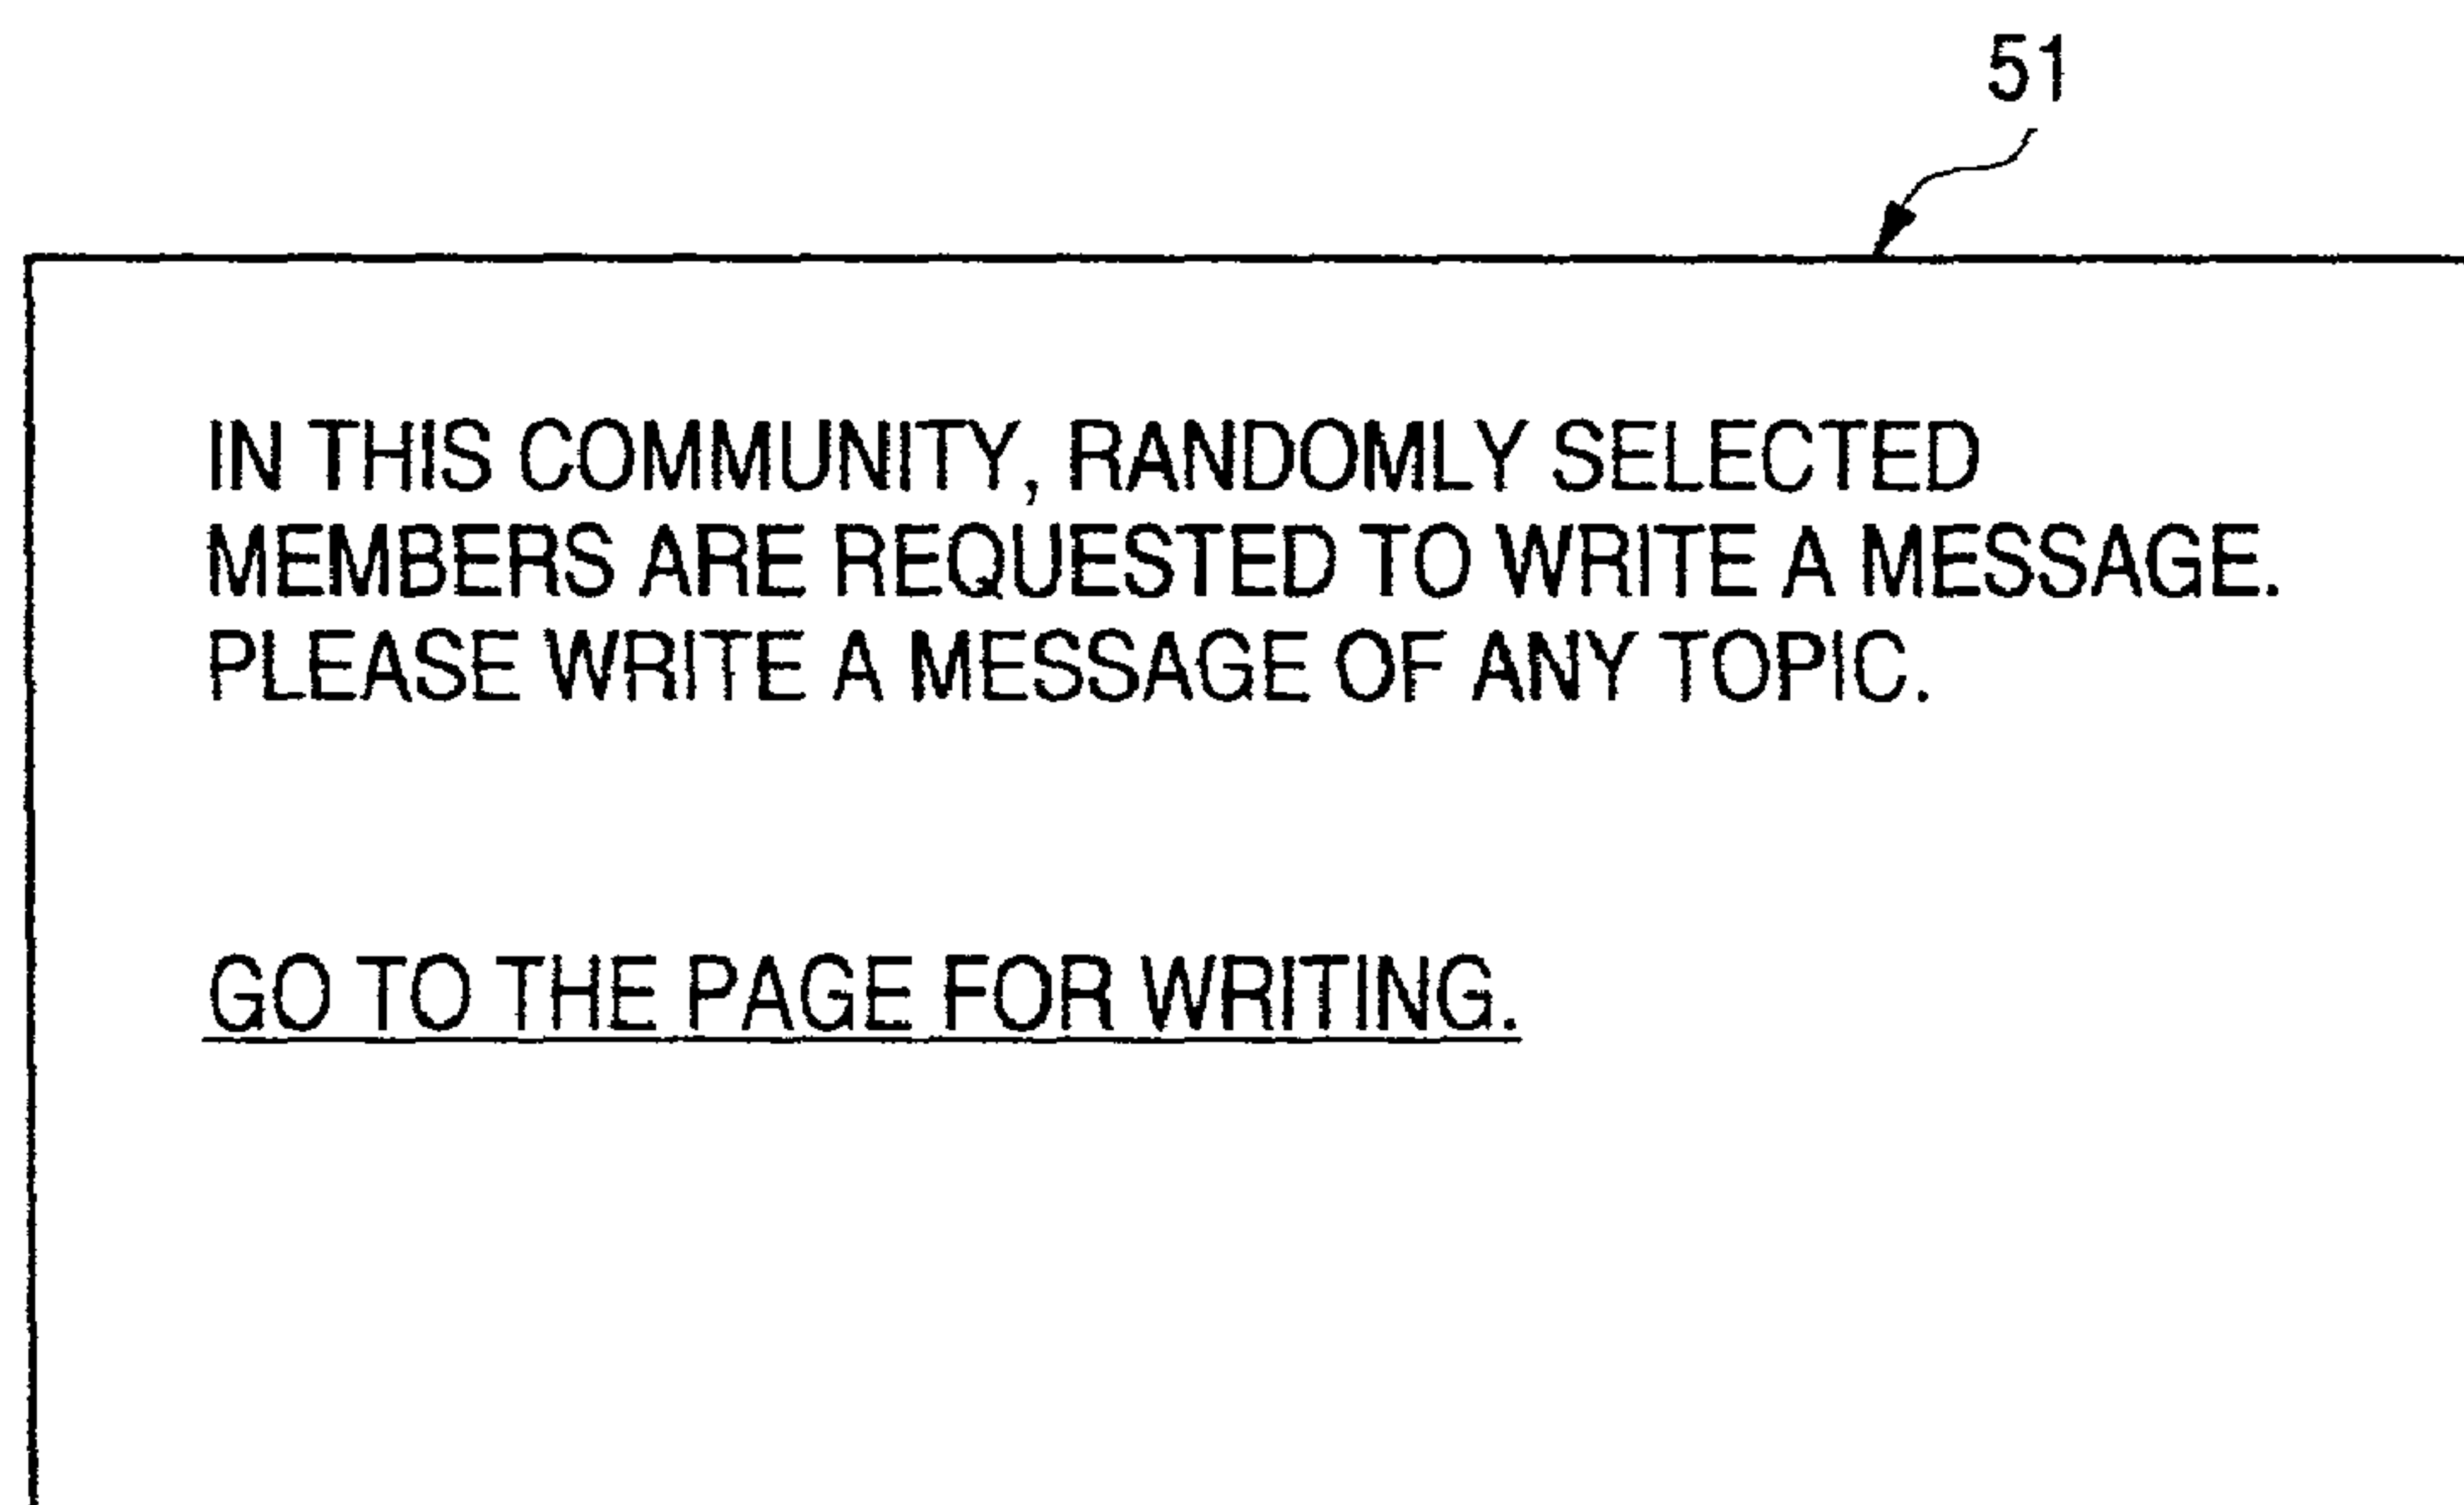 51
IN THIS COMMUNITY, RANDOMLY SELECTED
MEMBERS ARE REQUESTED TO WRITE A MESSAGE.
PLEASE WRITE A MESSAGE OF ANY TOPIC.
GO TO THE PAGE FOR WRITING.